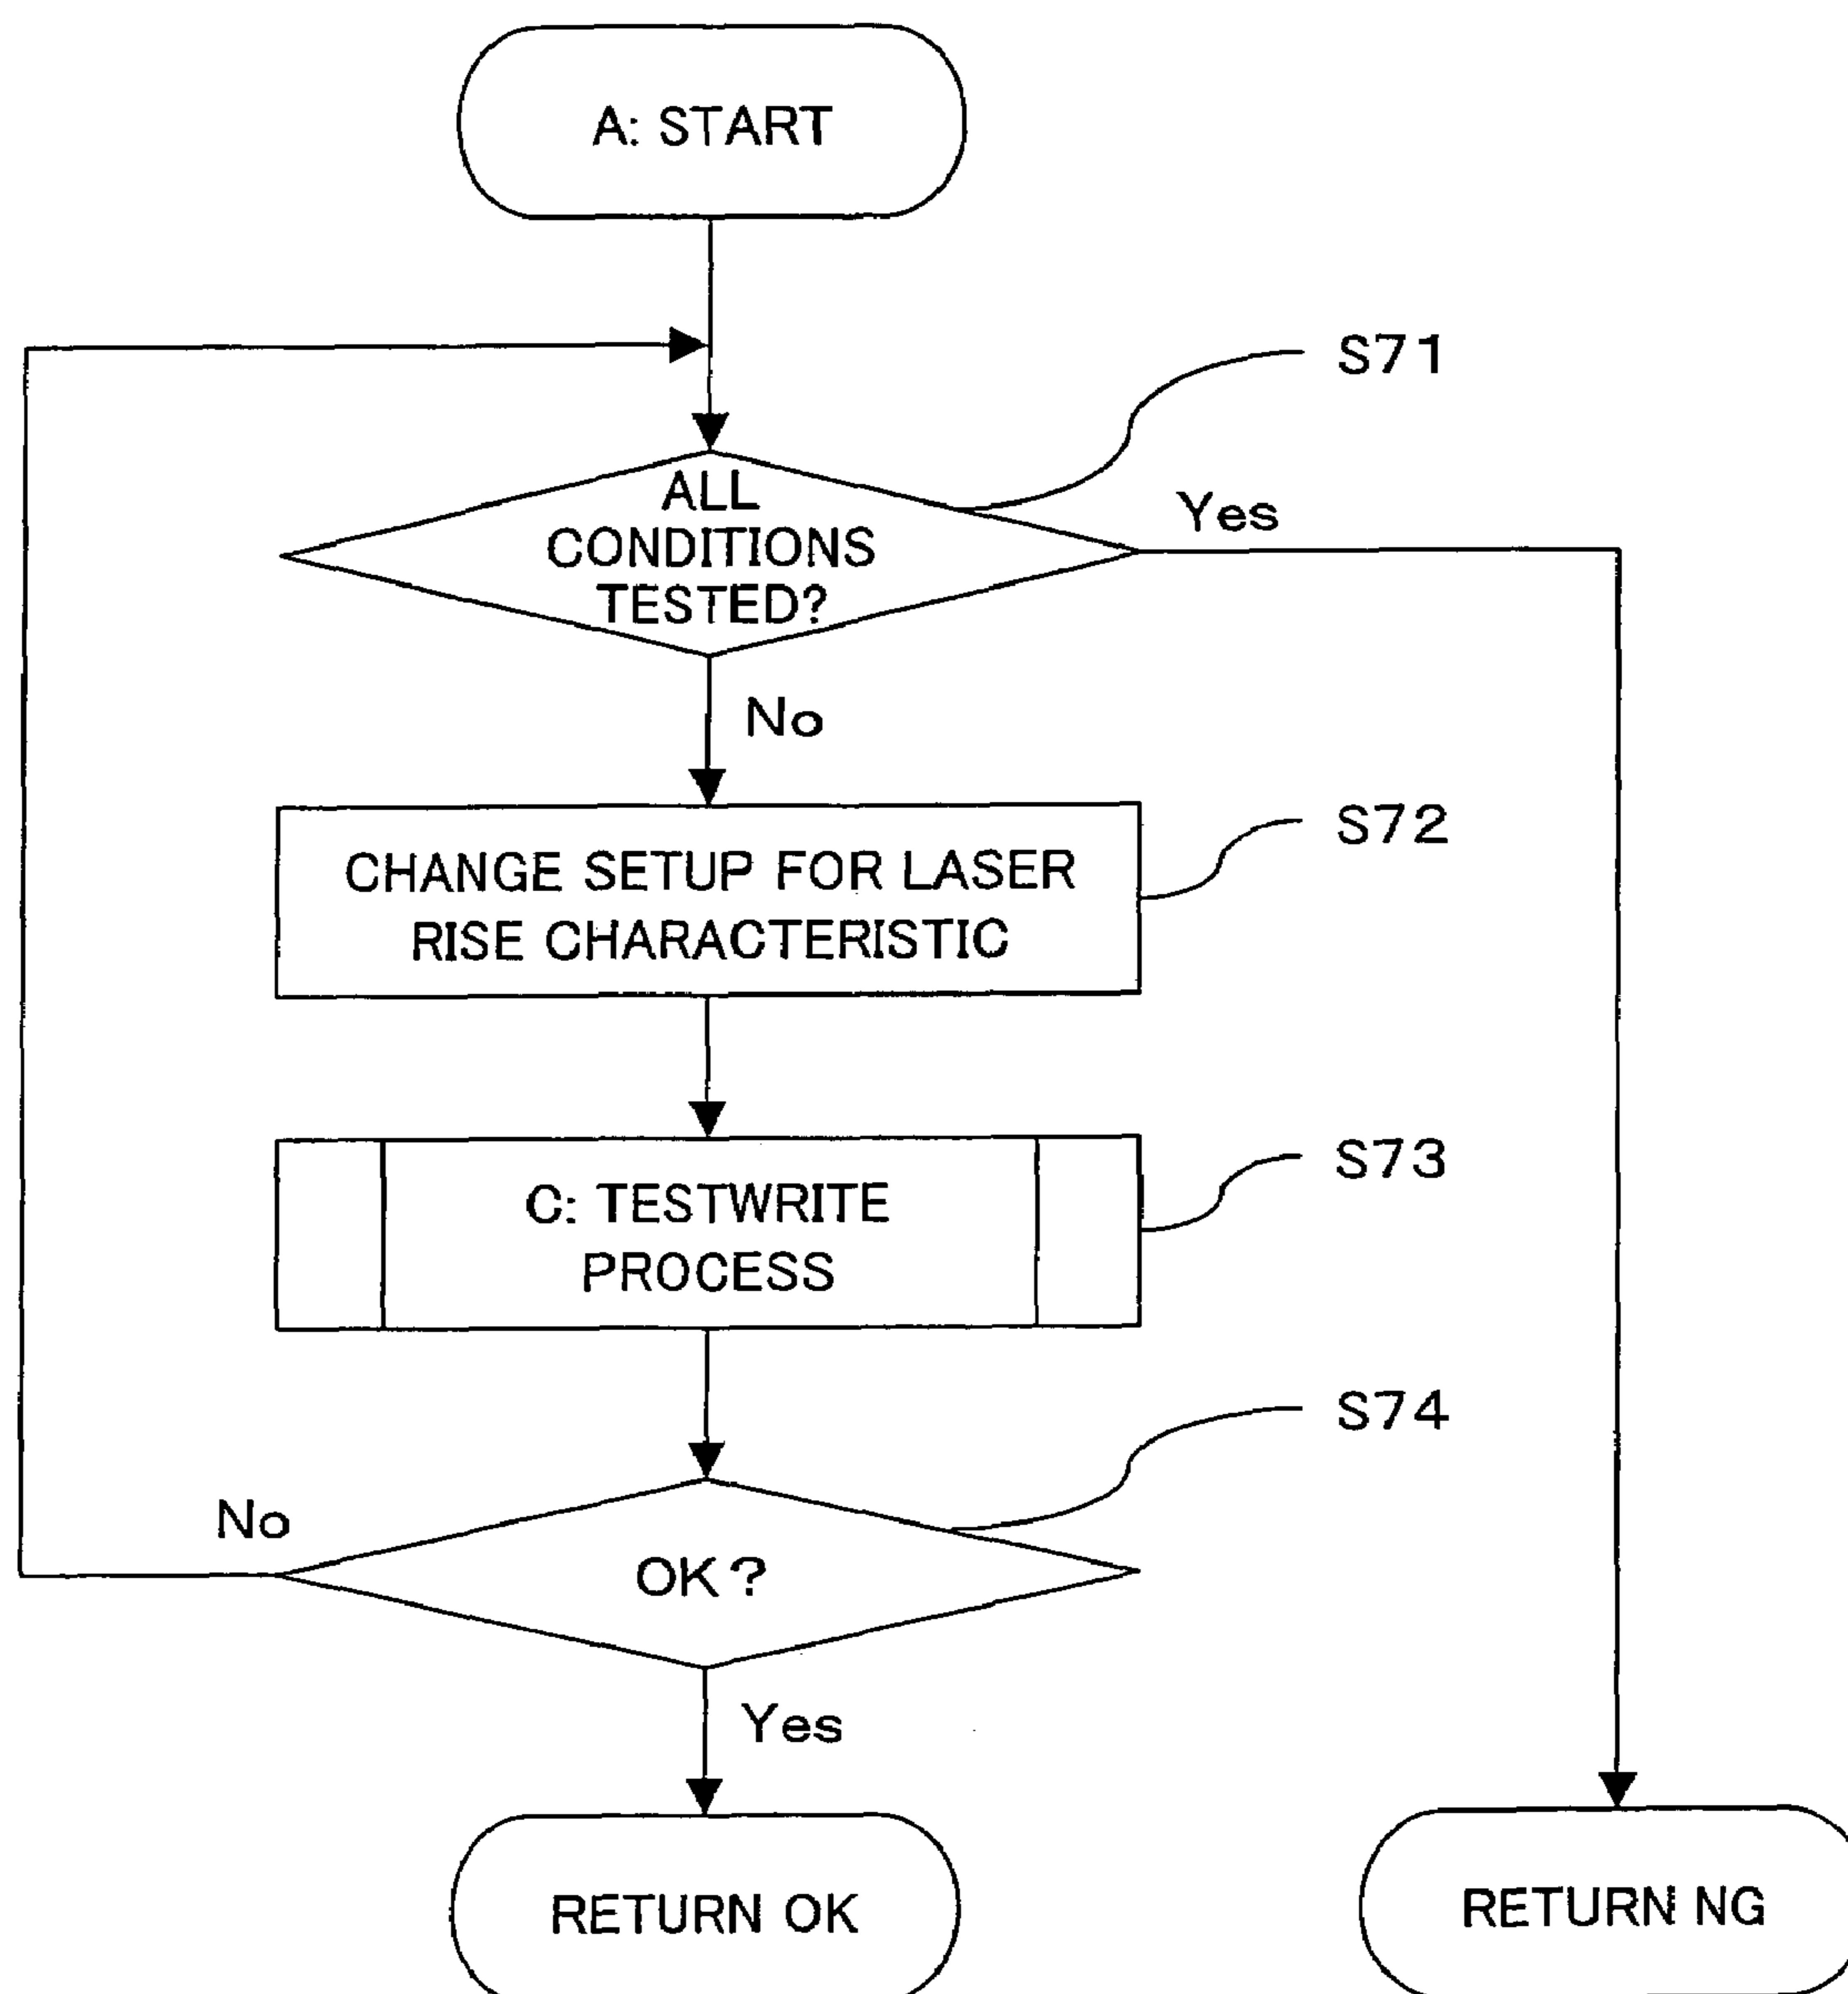 A: START
S71
ALL
CONDITIONS
TESTED?
Yes
No
CHANGE SETUP FOR LASER
RISE CHARACTERISTIC
S72
C: TESTWRITE
PROCESS
S73
S74
No
OK?
Yes
RETURN OK
RETURN NG